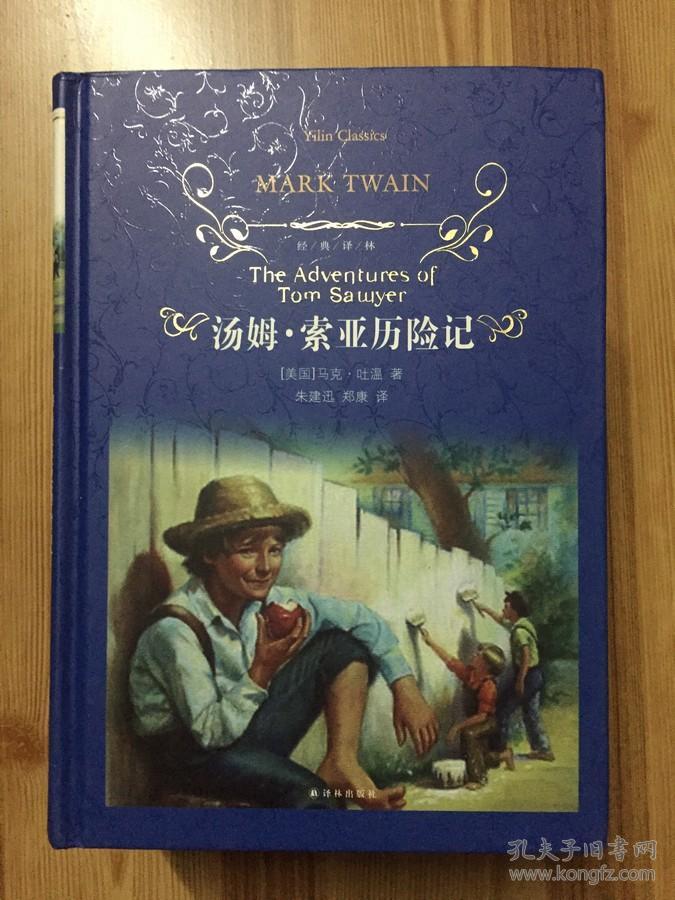 Yilin Classics
MARK TWAIN
经/典/译/林
The Adventures of
Tom Sawyer
汤姆·索亚历险记
[美国]马克·吐温 著
朱建迅 郑康 译
译林出版社
孔夫子旧书网
www.kongfz.com